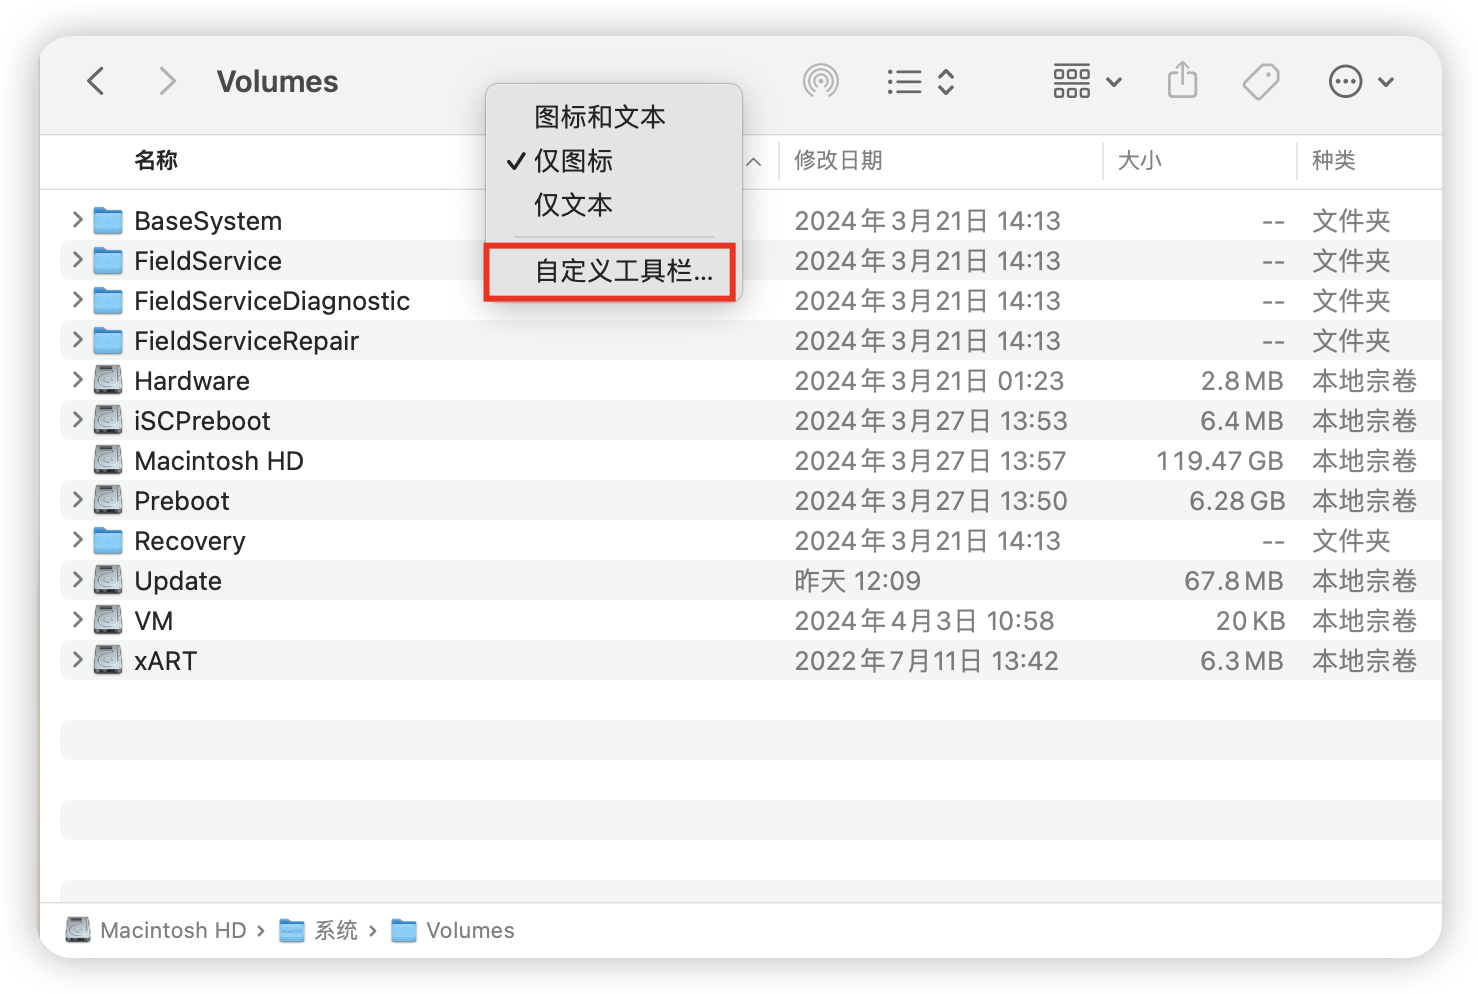 Volumes
图标和文本
仅图标
仅文本
自定义工具栏...
名称 修改日期 大小 种类
BaseSystem 2024年3月21日 14:13 -- 文件夹
FieldService 2024年3月21日 14:13 -- 文件夹
FieldServiceDiagnostic 2024年3月21日 14:13 -- 文件夹
FieldServiceRepair 2024年3月21日 14:13 -- 文件夹
Hardware 2024年3月21日 01:23 2.8 MB 本地宗卷
iSCPreboot 2024年3月27日 13:53 6.4 MB 本地宗卷
Macintosh HD 2024年3月27日 13:57 119.47 GB 本地宗卷
Preboot 2024年3月27日 13:50 6.28 GB 本地宗卷
Recovery 2024年3月21日 14:13 -- 文件夹
Update 昨天 12:09 67.8 MB 本地宗卷
VM 2024年4月3日 10:58 20 KB 本地宗卷
xART 2022年7月11日 13:42 6.3 MB 本地宗卷
Macintosh HD › 系统 › Volumes